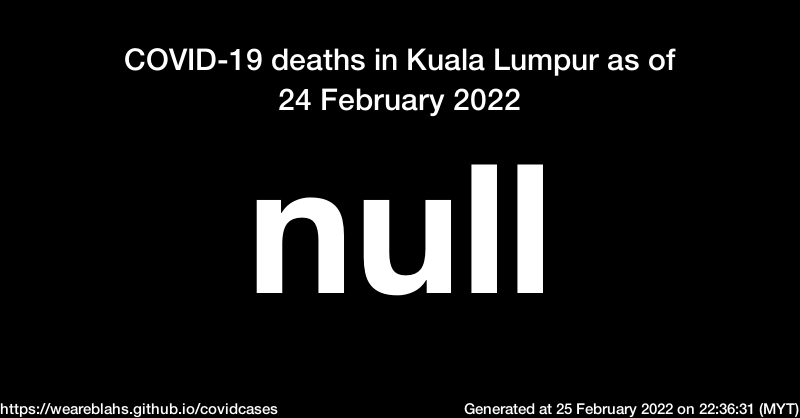 COVID-19 deaths in Kuala Lumpur as of
24 February 2022
null
https://weareblahs.github.io/covidcases
Generated at 25 February 2022 on 22:36:31 (MYT)